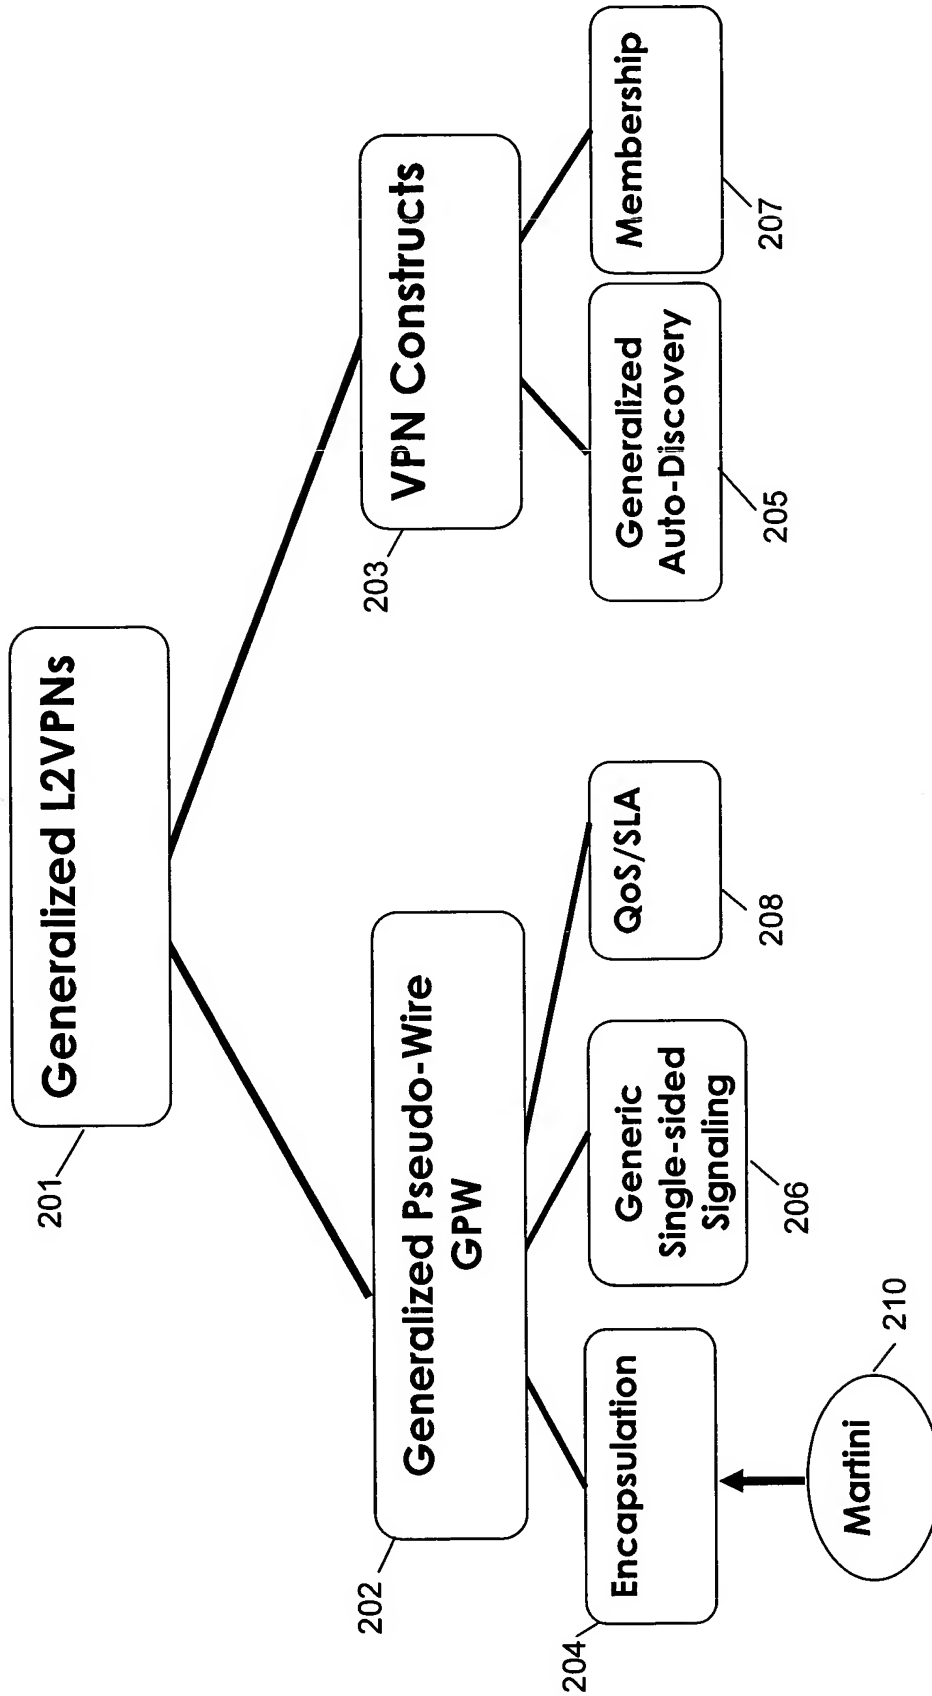 Generalized L2VPNs
201
Generalized Pseudo-Wire
GPW
202
VPN Constructs
203
Encapsulation
204
Generic
Single-sided
Signaling
206
QoS/SLA
208
Generalized
Auto-Discovery
205
Membership
207
Martini
210